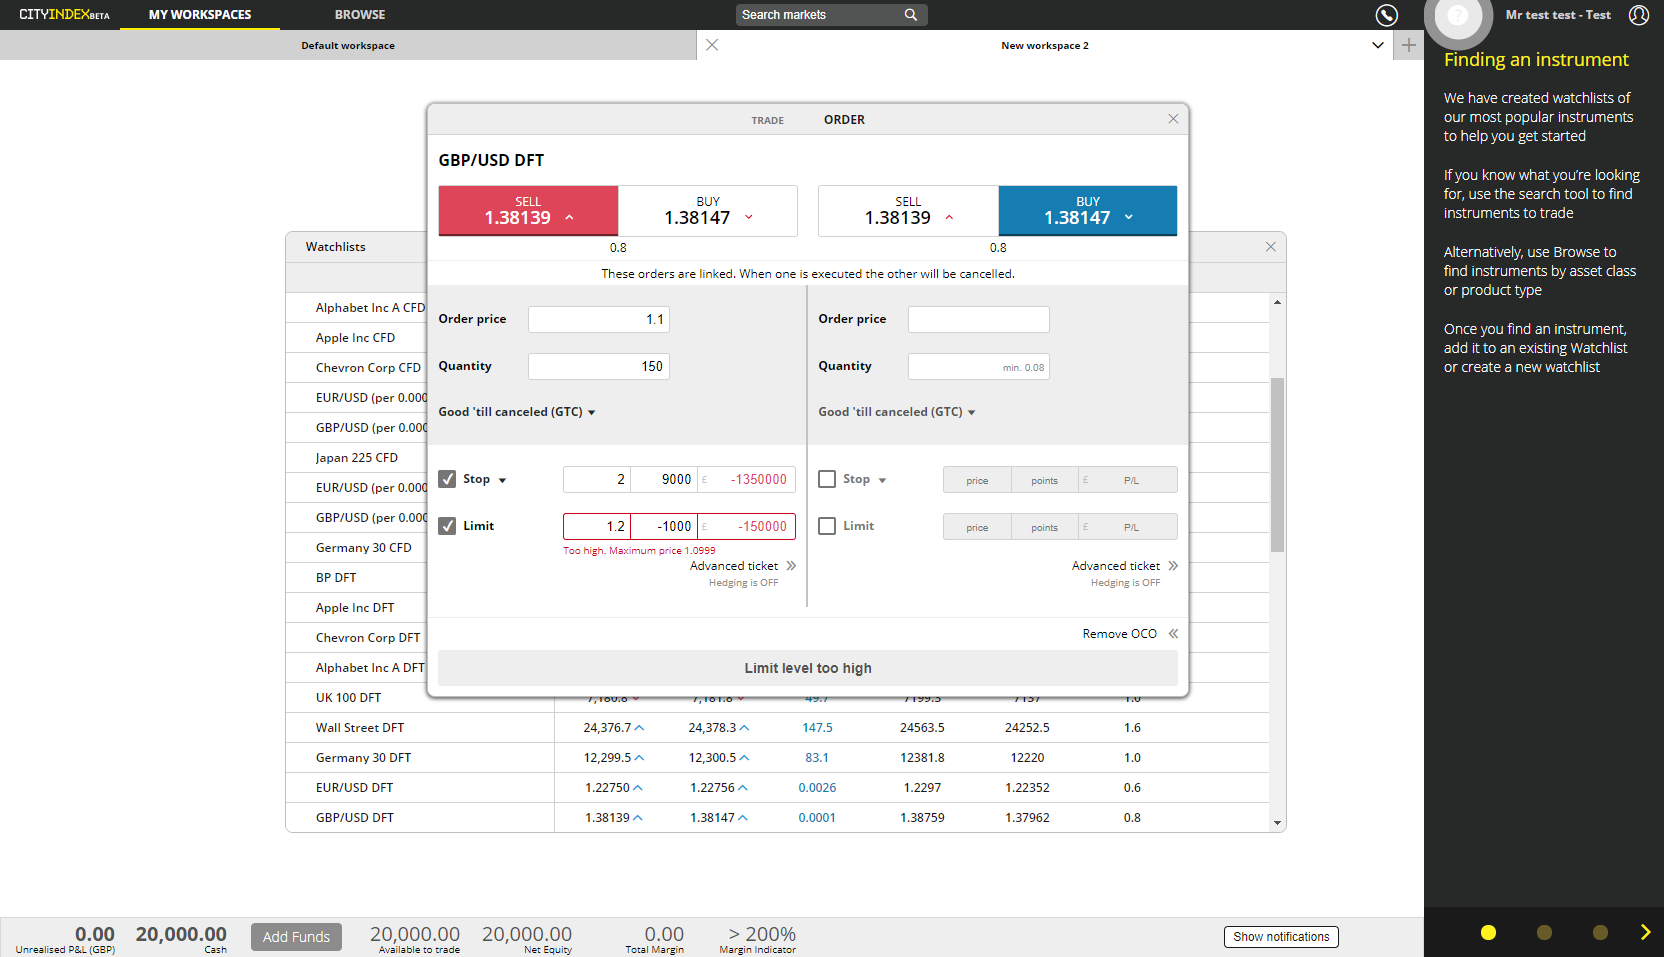 CITYINDEXBETA
MY WORKSPACES
BROWSE
Search markets
?
Mr test test - Test
Default workspace
New workspace 2
Finding an instrument
We have created watchlists of
our most popular instruments
to help you get started
If you know what you're looking
for, use the search tool to find
instruments to trade
Alternatively, use Browse to
find instruments by asset class
or product type
Once you find an instrument,
add it to an existing Watchlist
or create a new watchlist
TRADE ORDER
GBP/USD DFT
SELL BUY SELL BUY
1.38139 1.38147 1.38139 1.38147
0.8 0.8
These orders are linked. When one is executed the other will be cancelled.
Order price 1.1 Order price
Quantity 150 Quantity min. 0.08
Good 'till canceled (GTC) Good 'till canceled (GTC)
Stop 2 9000 £ -1350000 Stop price points £ P/L
Limit 1.2 -1000 £ -150000 Limit price points £ P/L
Too high. Maximum price 1.0999
Advanced ticket Advanced ticket
Hedging is OFF Hedging is OFF
Remove OCO
Limit level too high
Watchlists
Alphabet Inc A CFD
Apple Inc CFD
Chevron Corp CFD
EUR/USD (per 0.000
GBP/USD (per 0.000
Japan 225 CFD
EUR/USD (per 0.000
GBP/USD (per 0.000
Germany 30 CFD
BP DFT
Apple Inc DFT
Chevron Corp DFT
Alphabet Inc A DFT
UK 100 DFT 7,180.8 7,181.8 49.7 7199.3 7137 1.0
Wall Street DFT 24,376.7 24,378.3 147.5 24563.5 24252.5 1.6
Germany 30 DFT 12,299.5 12,300.5 83.1 12381.8 12220 1.0
EUR/USD DFT 1.22750 1.22756 0.0026 1.2297 1.22352 0.6
GBP/USD DFT 1.38139 1.38147 0.0001 1.38759 1.37962 0.8
0.00 20,000.00 Add Funds 20,000.00 20,000.00 0.00 > 200% Show notifications
Unrealised P&L (GBP) Cash Available to trade Net Equity Total Margin Margin Indicator